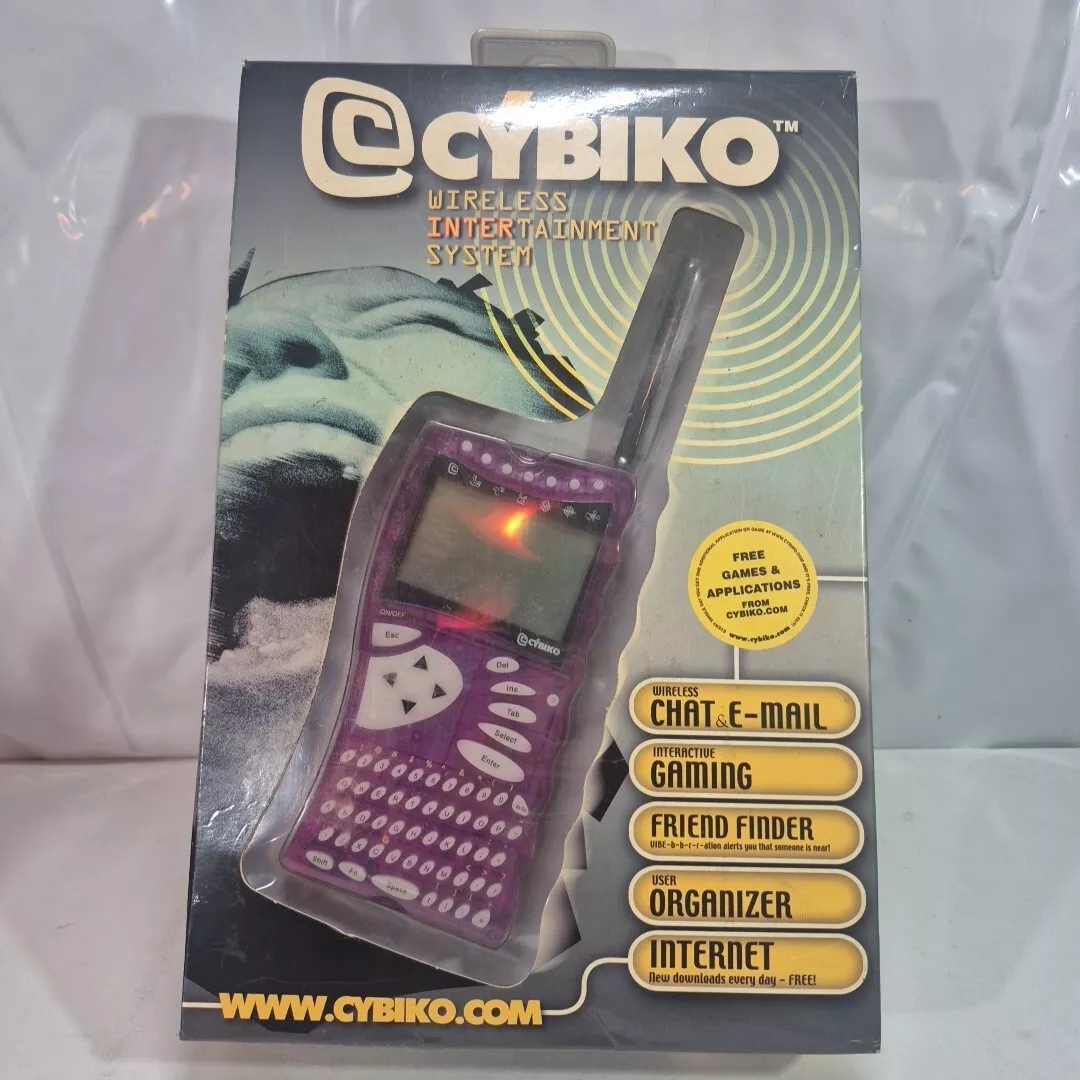 CYBIKO™
WIRELESS
INTERTAINMENT
SYSTEM
ON/OFF
Esc
CYBIKO
Del
Ins
Tab
Select
Enter
Shift
Fn
Space
FREE
GAMES &
APPLICATIONS
FROM
CYBIKO.COM
www.cybiko.com
WIRELESS
CHAT & E-MAIL
INTERACTIVE
GAMING
FRIEND FINDER
VIBE-b-b-r-r-ation alerts you that someone is near!
USER
ORGANIZER
INTERNET
New downloads every day - FREE!
WWW.CYBIKO.COM